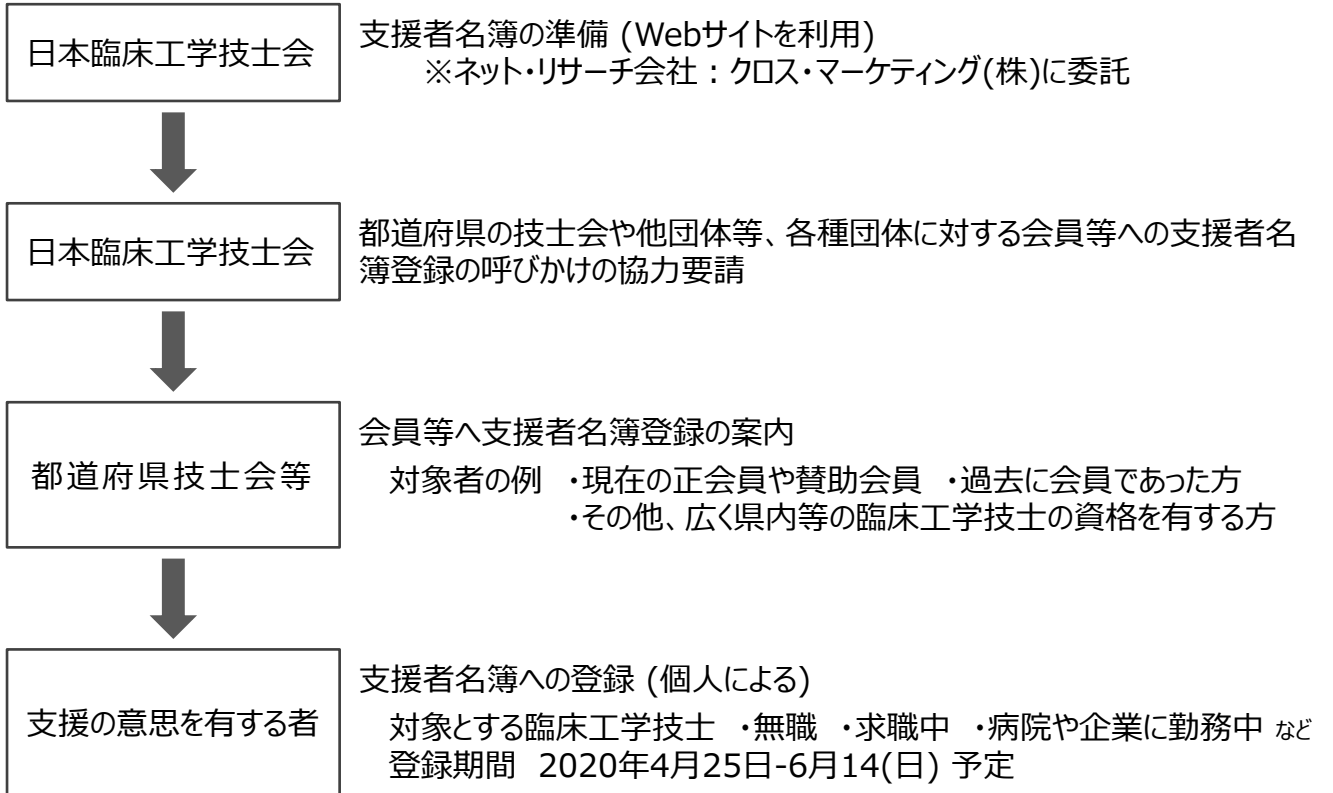 日本臨床工学技士会
支援者名簿の準備 (Webサイトを利用)
※ネット・リサーチ会社：クロス・マーケティング(株)に委託
日本臨床工学技士会
都道府県の技士会や他団体等、各種団体に対する会員等への支援者名
簿登録の呼びかけの協力要請
都道府県技士会等
会員等へ支援者名簿登録の案内
対象者の例 ・現在の正会員や賛助会員 ・過去に会員であった方
・その他、広く県内等の臨床工学技士の資格を有する方
支援の意思を有する者
支援者名簿への登録 (個人による)
対象とする臨床工学技士 ・無職 ・求職中 ・病院や企業に勤務中 など
登録期間 2020年4月25日-6月14(日) 予定